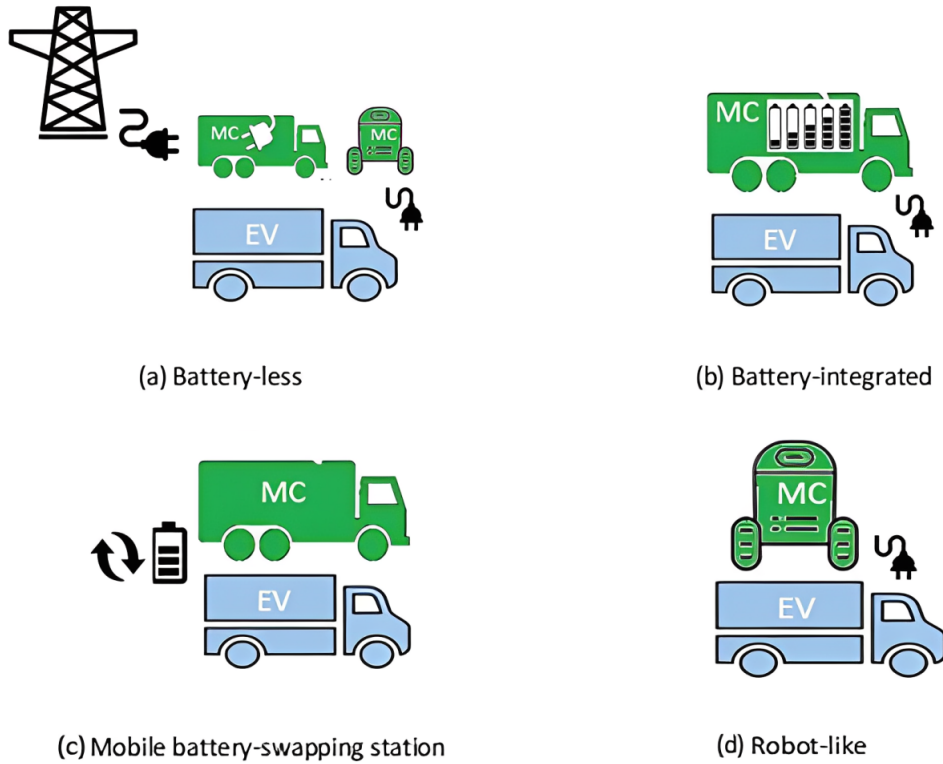 MC
MC
EV
(a) Battery-less
MC
EV
(b) Battery-integrated
MC
EV
(c) Mobile battery-swapping station
MC
EV
(d) Robot-like